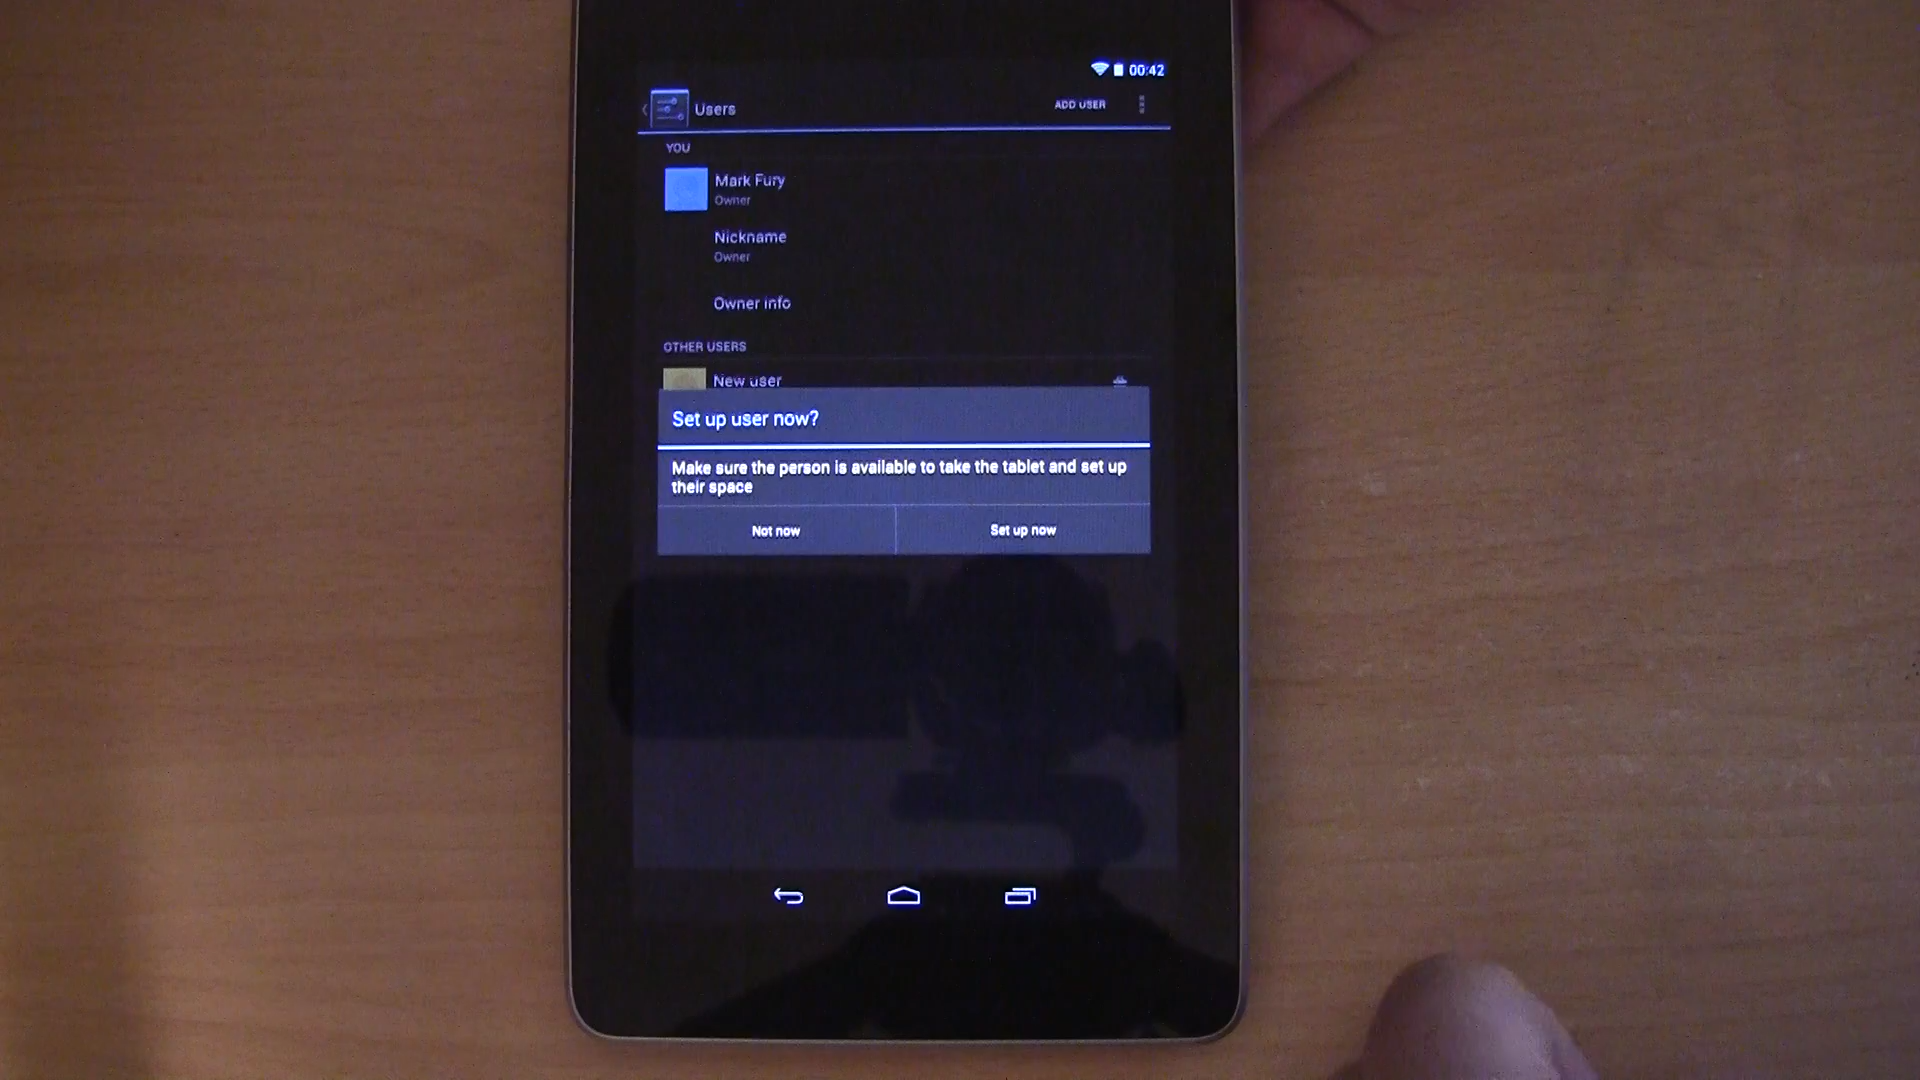 00:42
Users
ADD USER
YOU
Mark Fury
Owner
Nickname
Owner
Owner info
OTHER USERS
New user
Set up user now?
Make sure the person is available to take the tablet and set up
their space
Not now
Set up now